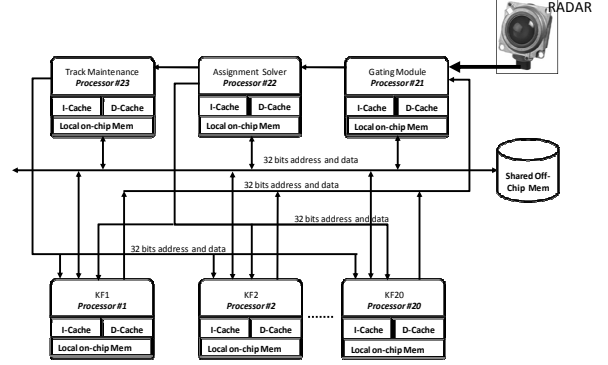 RADAR
Track Maintenance
Processor #23
I-Cache
D-Cache
Local on-chip Mem
Assignment Solver
Processor #22
I-Cache
D-Cache
Local on-chip Mem
Gating Module
Processor #21
I-Cache
D-Cache
Local on-chip Mem
32 bits address and data
Shared Off-
Chip Mem
32 bits address and data
32 bits address and data
32 bits address and data
KF1
Processor #1
I-Cache
D-Cache
Local on-chip Mem
KF2
Processor #2
I-Cache
D-Cache
Local on-chip Mem
........
KF20
Processor #20
I-Cache
D-Cache
Local on-chip Mem